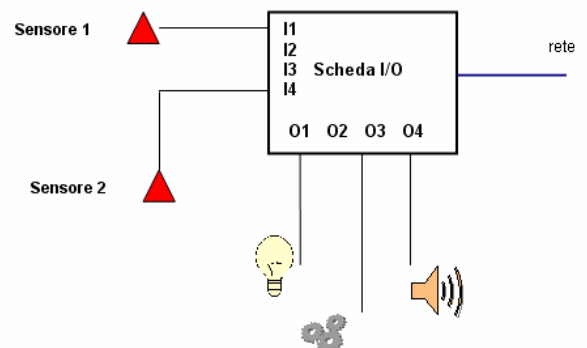 Sensore 1
I1
I2
I3 Scheda I/O
I4
rete
O1 O2 O3 O4
Sensore 2